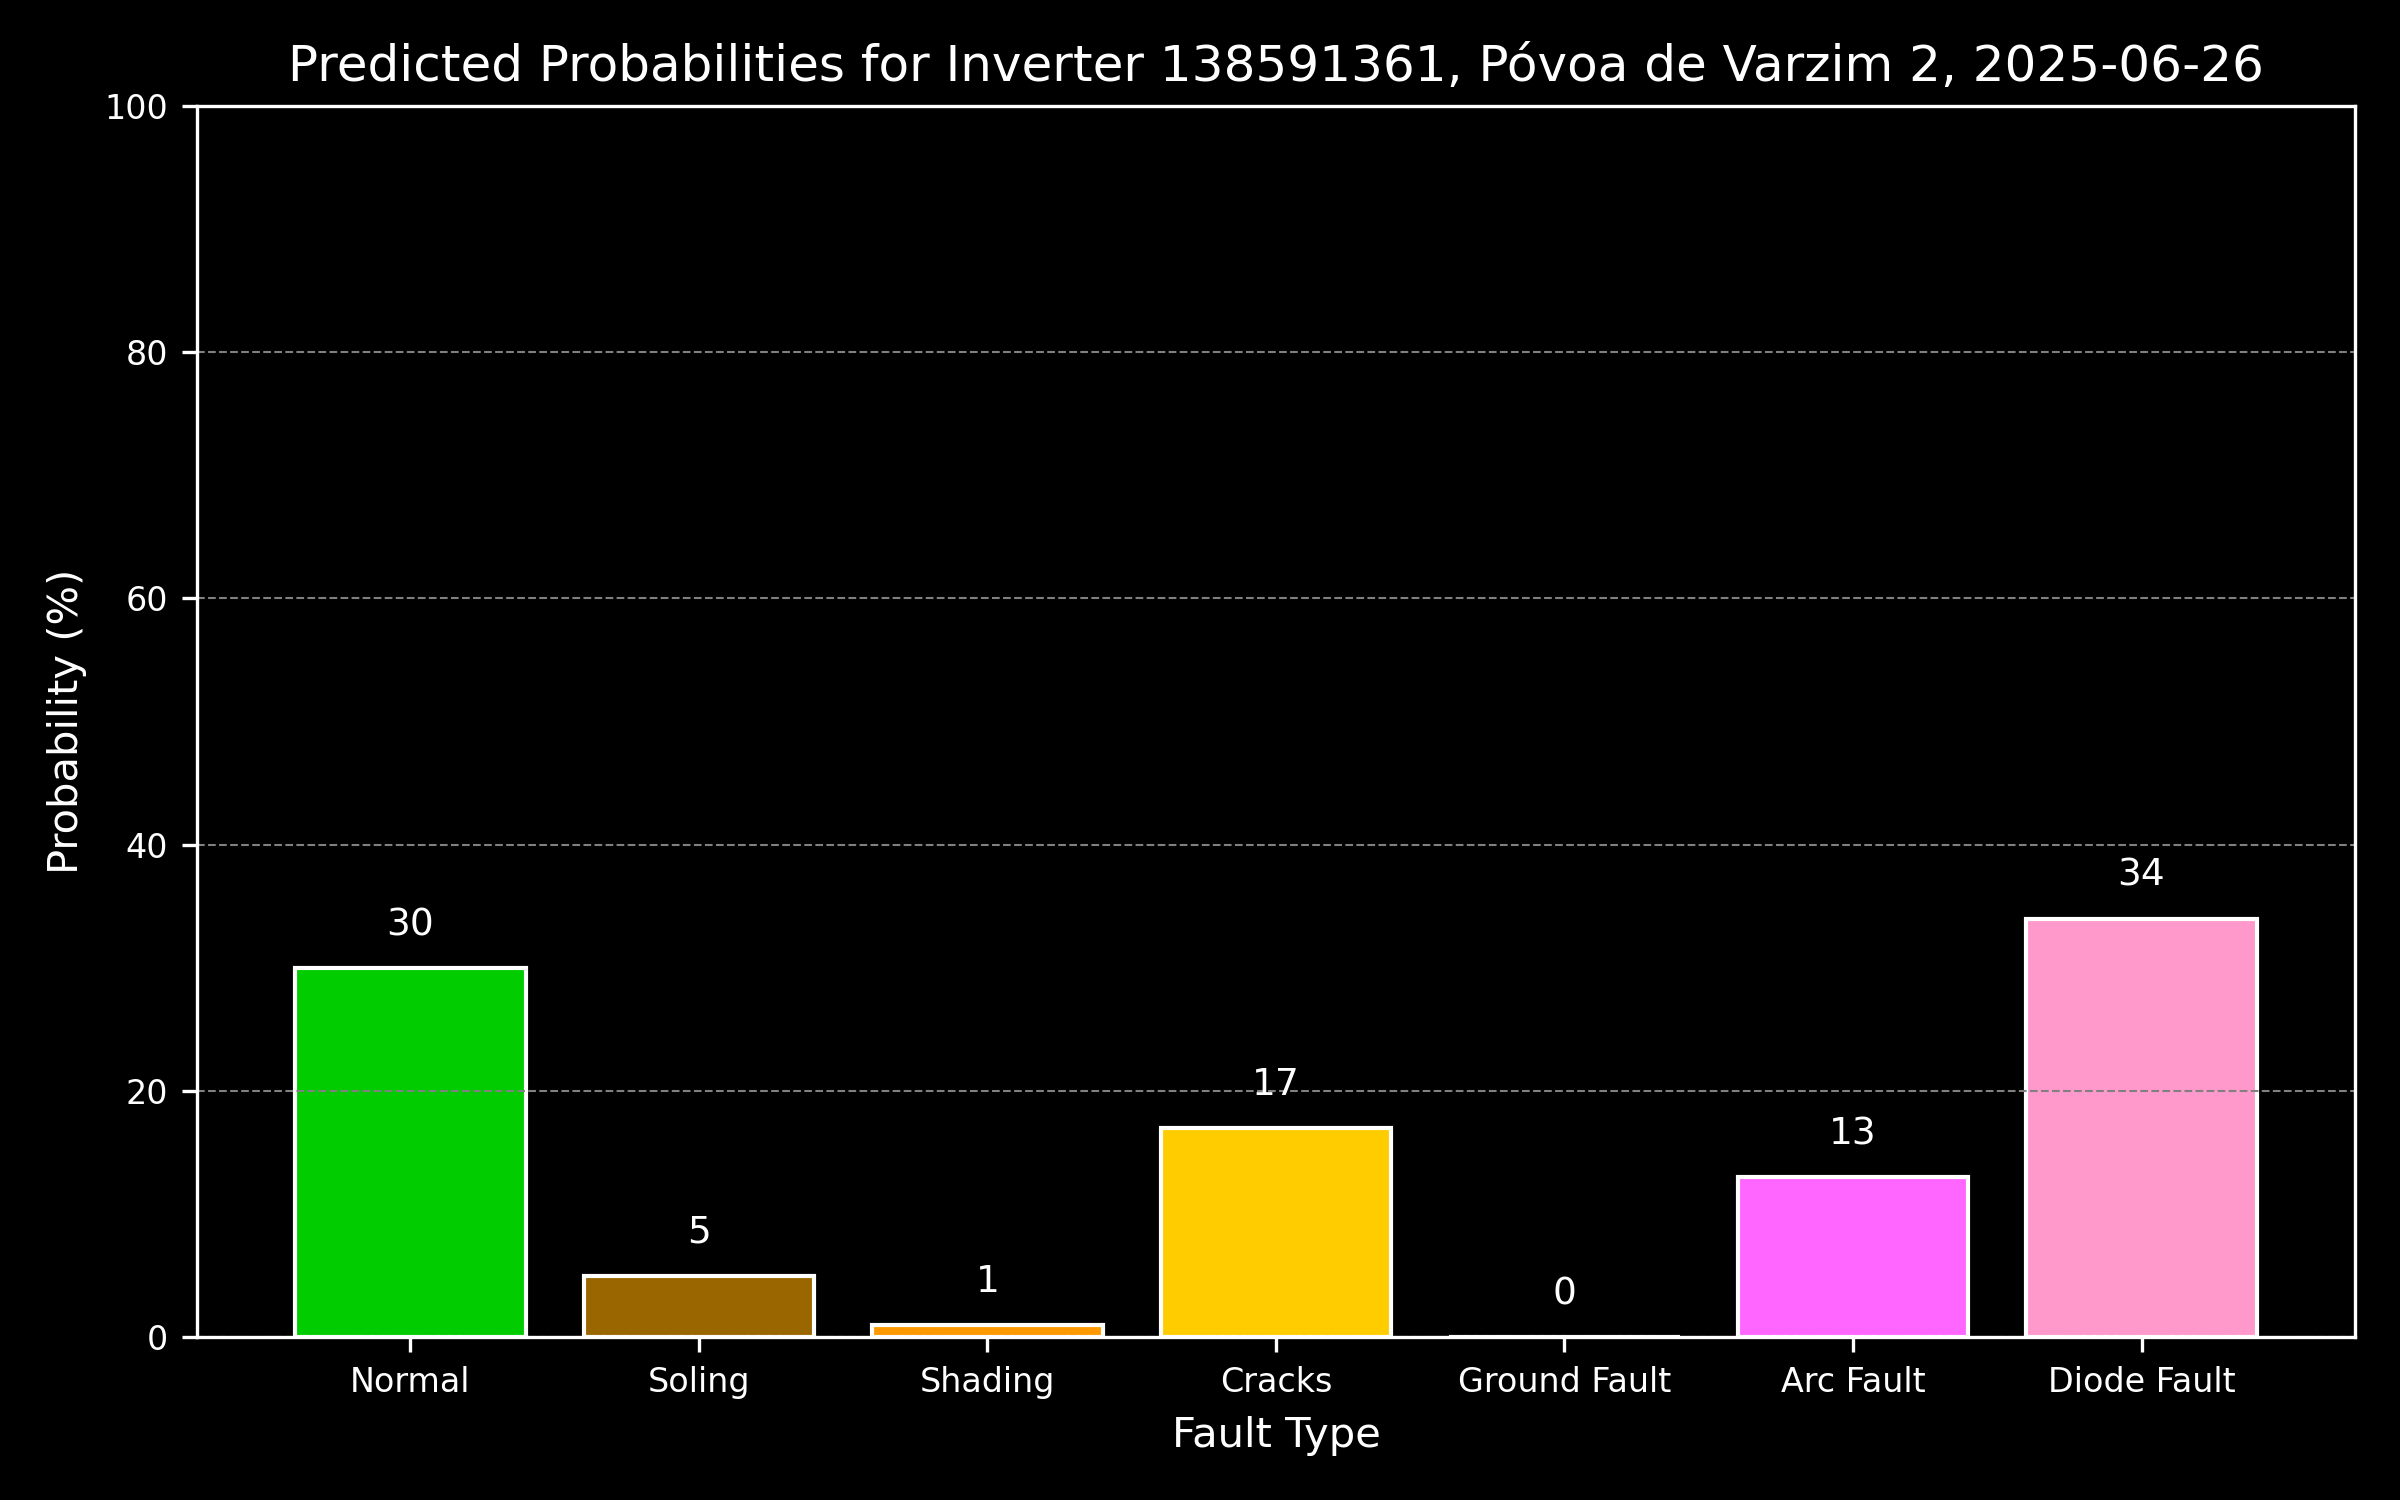 Predicted Probabilities for Inverter 138591361, Póvoa de Varzim 2, 2025-06-26
100
80
60
40
20
0
Probability (%)
30
5
1
17
0
13
34
Normal
Soling
Shading
Cracks
Ground Fault
Arc Fault
Diode Fault
Fault Type